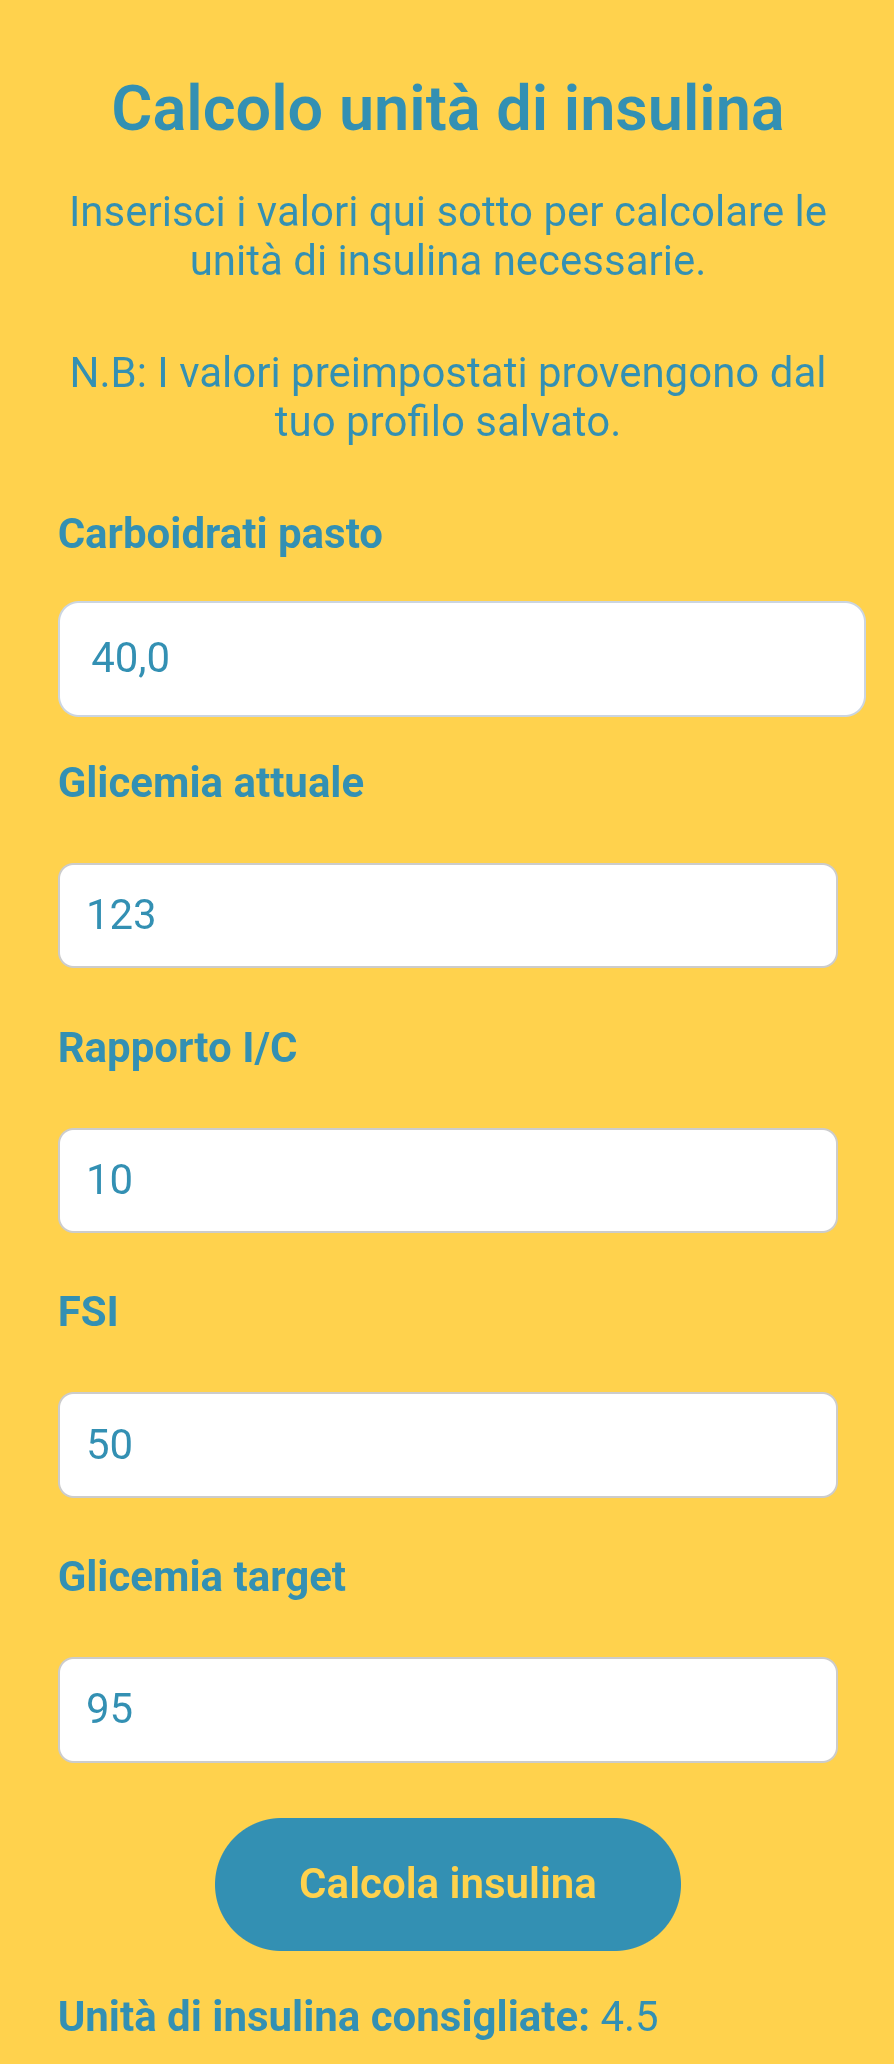 Calcolo unità di insulina
Inserisci i valori qui sotto per calcolare le
unità di insulina necessarie.
N.B: I valori preimpostati provengono dal
tuo profilo salvato.
Carboidrati pasto
40,0
Glicemia attuale
123
Rapporto I/C
10
FSI
50
Glicemia target
95
Calcola insulina
Unità di insulina consigliate: 4.5